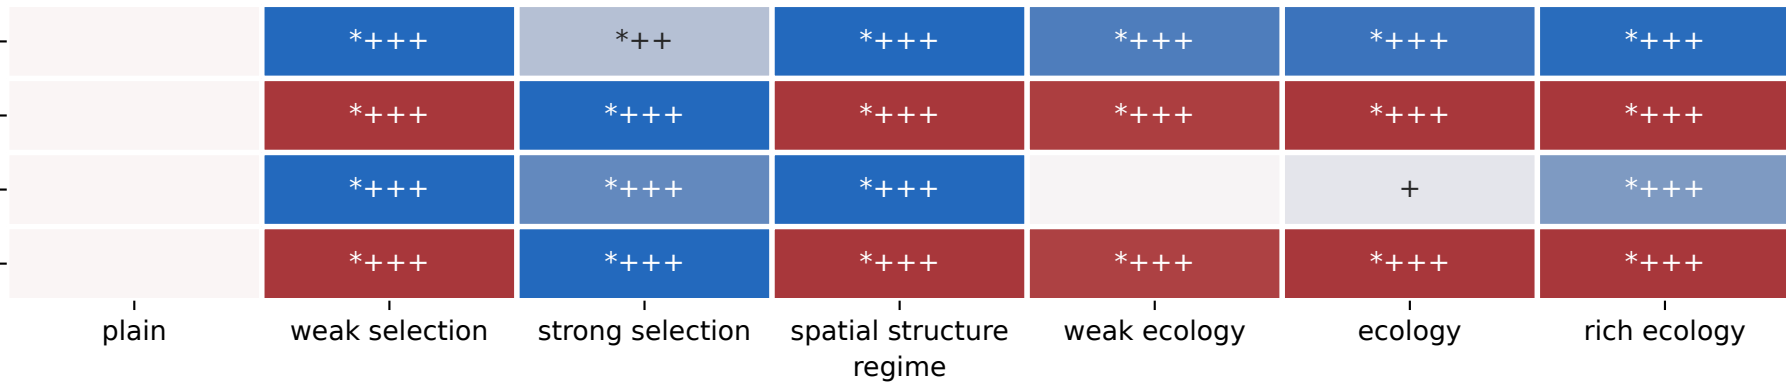 *+++ *++ *+++ *+++ *+++ *+++
*+++ *+++ *+++ *+++ *+++ *+++
*+++ *+++ *+++ + *+++
*+++ *+++ *+++ *+++ *+++ *+++
plain weak selection strong selection spatial structure weak ecology ecology rich ecology
regime